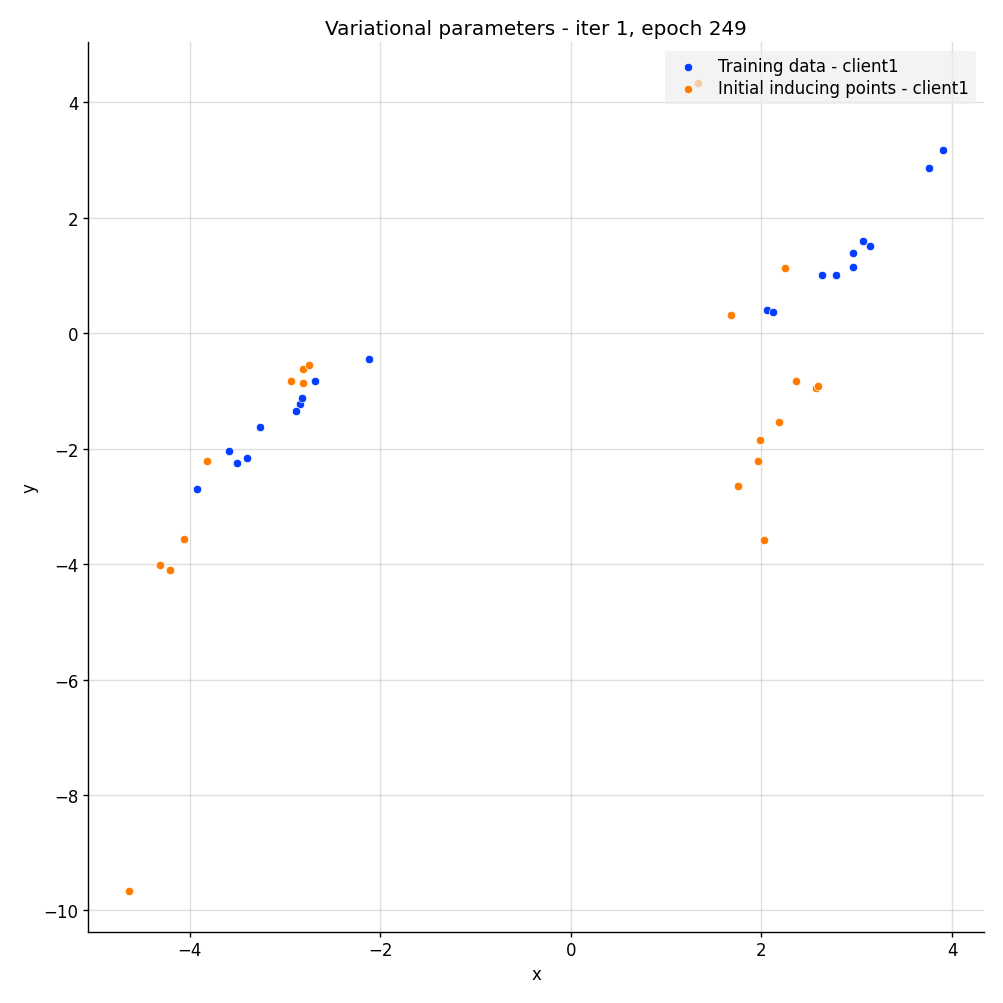 Variational parameters - iter 1, epoch 249
Training data - client1
Initial inducing points - client1
4
2
0
−2
−4
−6
−8
−10
y
−4
−2
0
2
4
x